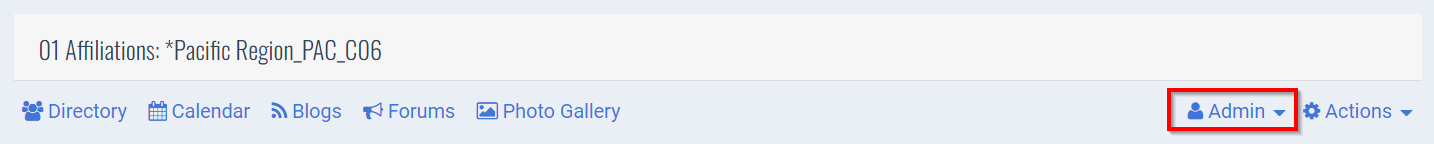 01 Affiliations: *Pacific Region_PAC_C06
Directory Calendar Blogs Forums Photo Gallery Admin Actions